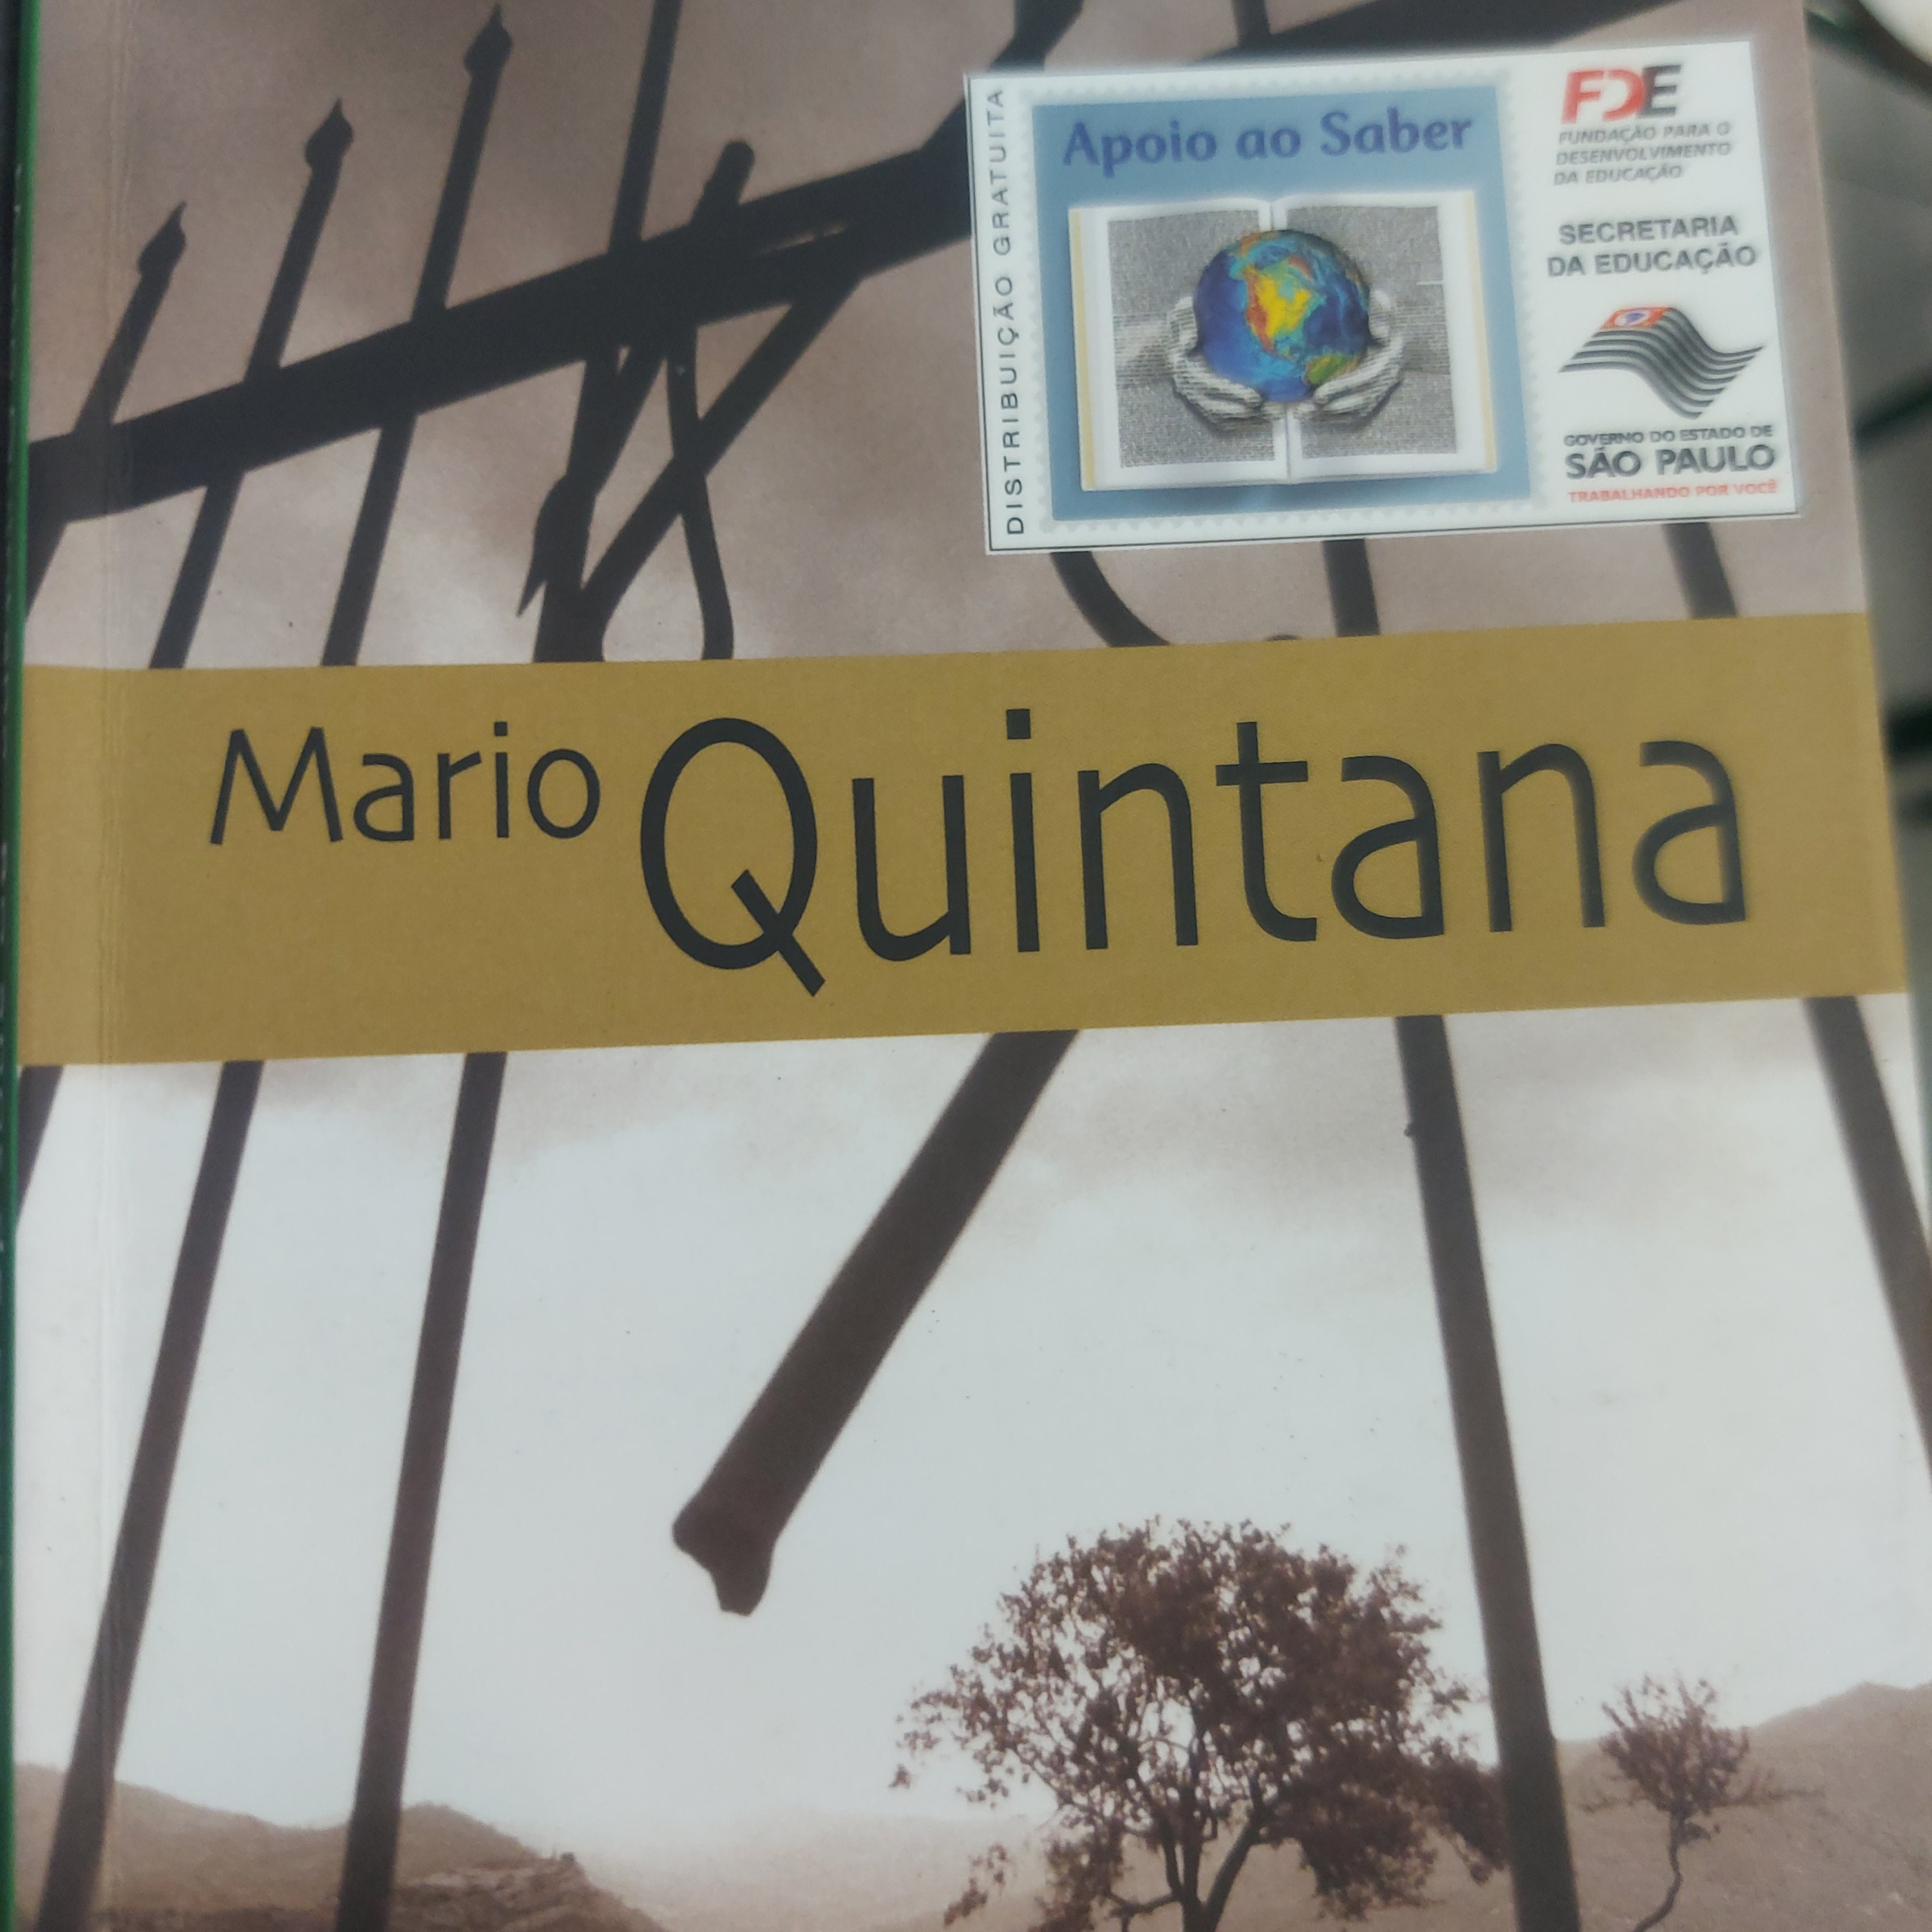 DISTRIBUIÇÃO GRATUITA
Apoio ao Saber
FDE
FUNDAÇÃO PARA O
DESENVOLVIMENTO
DA EDUCAÇÃO
SECRETARIA
DA EDUCAÇÃO
GOVERNO DO ESTADO DE
SÃO PAULO
TRABALHANDO POR VOCÊ
Mario Quintana